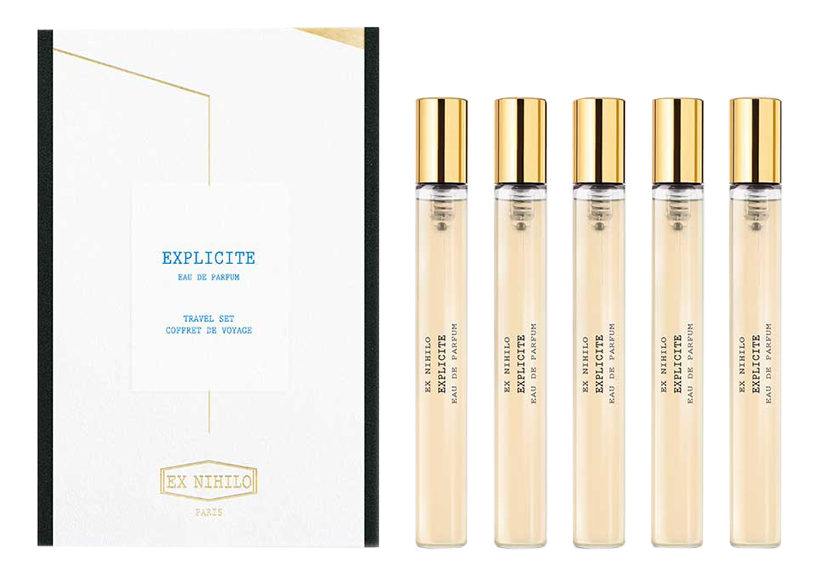 EXPLICITE
EAU DE PARFUM
TRAVEL SET
COFFRET DE VOYAGE
EX NIHILO
PARIS
EX NIHILO
EXPLICITE
EAU DE PARFUM
EX NIHILO
EXPLICITE
EAU DE PARFUM
EX NIHILO
EXPLICITE
EAU DE PARFUM
EX NIHILO
EXPLICITE
EAU DE PARFUM
EX NIHILO
EXPLICITE
EAU DE PARFUM